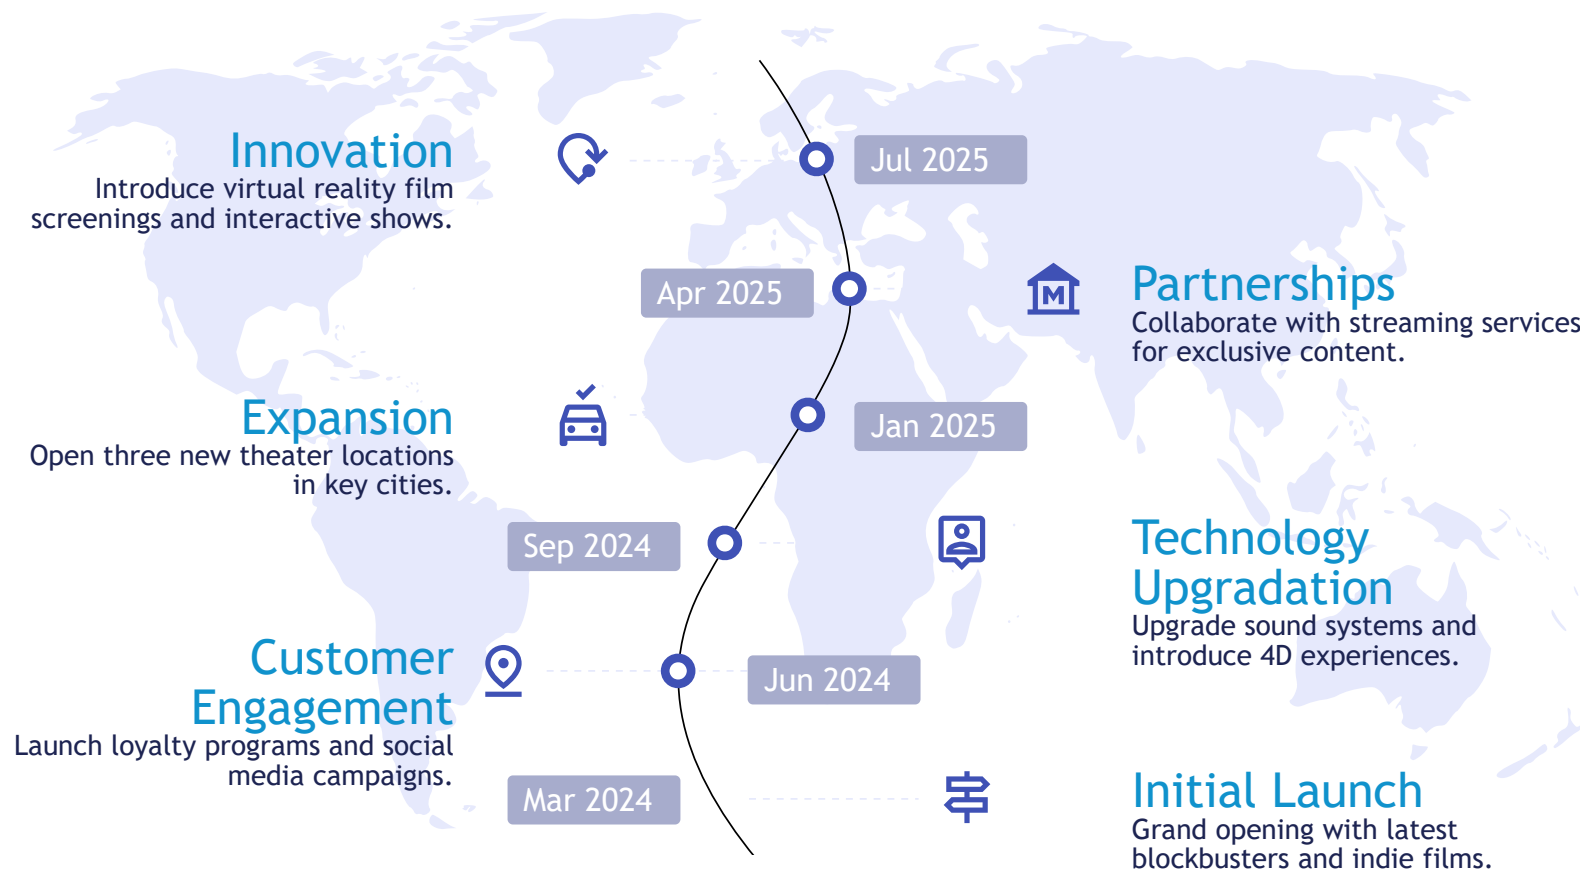 Innovation
Introduce virtual reality film
screenings and interactive shows.
Jul 2025
Apr 2025
M
Partnerships
Collaborate with streaming services
for exclusive content.
Expansion
Open three new theater locations
in key cities.
Jan 2025
Sep 2024
Technology
Upgradation
Upgrade sound systems and
introduce 4D experiences.
Customer
Engagement
Launch loyalty programs and social
media campaigns.
Jun 2024
Mar 2024
Initial Launch
Grand opening with latest
blockbusters and indie films.